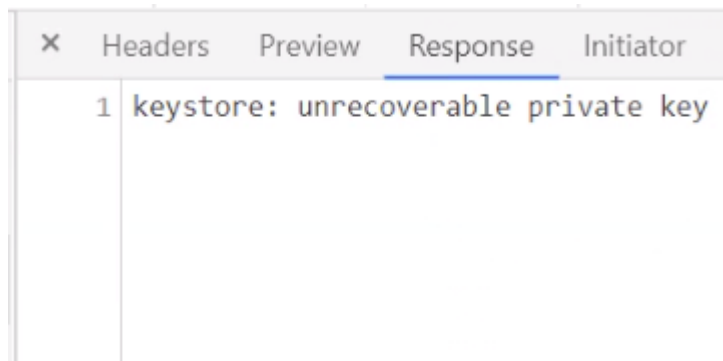 × Headers Preview Response Initiator
1 keystore: unrecoverable private key